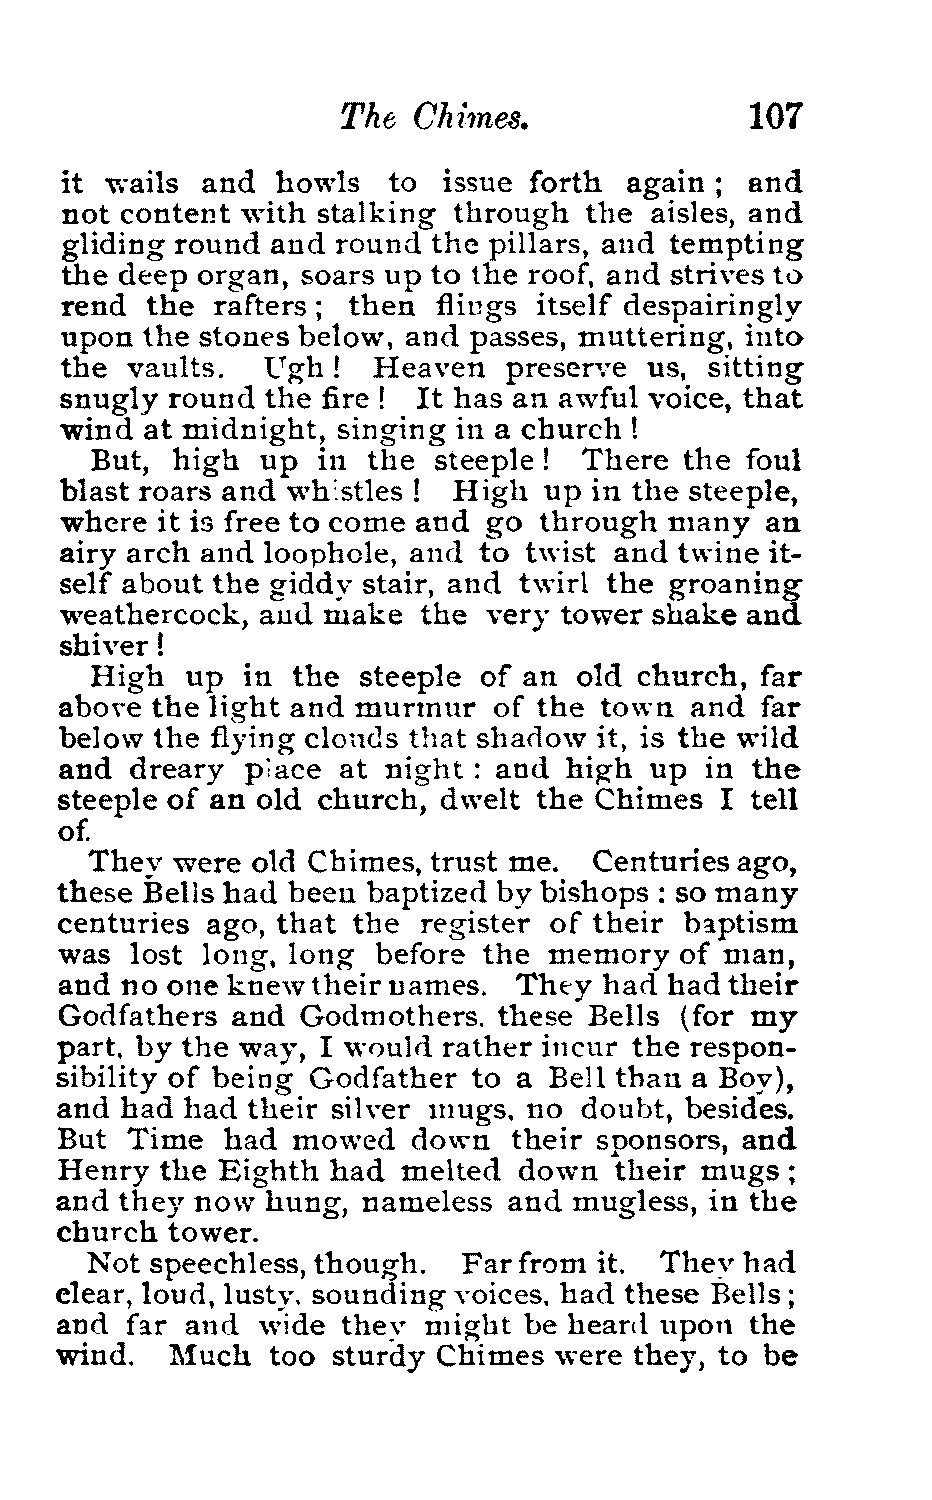 The Chimes. 107
it wails and howls to issue forth again ; and
not content with stalking through the aisles, and
gliding round and round the pillars, and tempting
the deep organ, soars up to the roof, and strives to
rend the rafters ; then flings itself despairingly
upon the stones below, and passes, muttering, into
the vaults. Ugh ! Heaven preserve us, sitting
snugly round the fire ! It has an awful voice, that
wind at midnight, singing in a church !
But, high up in the steeple ! There the foul
blast roars and whistles ! High up in the steeple,
where it is free to come and go through many an
airy arch and loophole, and to twist and twine it-
self about the giddy stair, and twirl the groaning
weathercock, and make the very tower shake and
shiver !
High up in the steeple of an old church, far
above the light and murmur of the town and far
below the flying clouds that shadow it, is the wild
and dreary place at night : and high up in the
steeple of an old church, dwelt the Chimes I tell
of.
They were old Chimes, trust me. Centuries ago,
these Bells had been baptized by bishops : so many
centuries ago, that the register of their baptism
was lost long, long before the memory of man,
and no one knew their names. They had had their
Godfathers and Godmothers, these Bells (for my
part, by the way, I would rather incur the respon-
sibility of being Godfather to a Bell than a Boy),
and had had their silver mugs, no doubt, besides.
But Time had mowed down their sponsors, and
Henry the Eighth had melted down their mugs ;
and they now hung, nameless and mugless, in the
church tower.
Not speechless, though. Far from it. They had
clear, loud, lusty, sounding voices, had these Bells ;
and far and wide they might be heard upon the
wind. Much too sturdy Chimes were they, to be